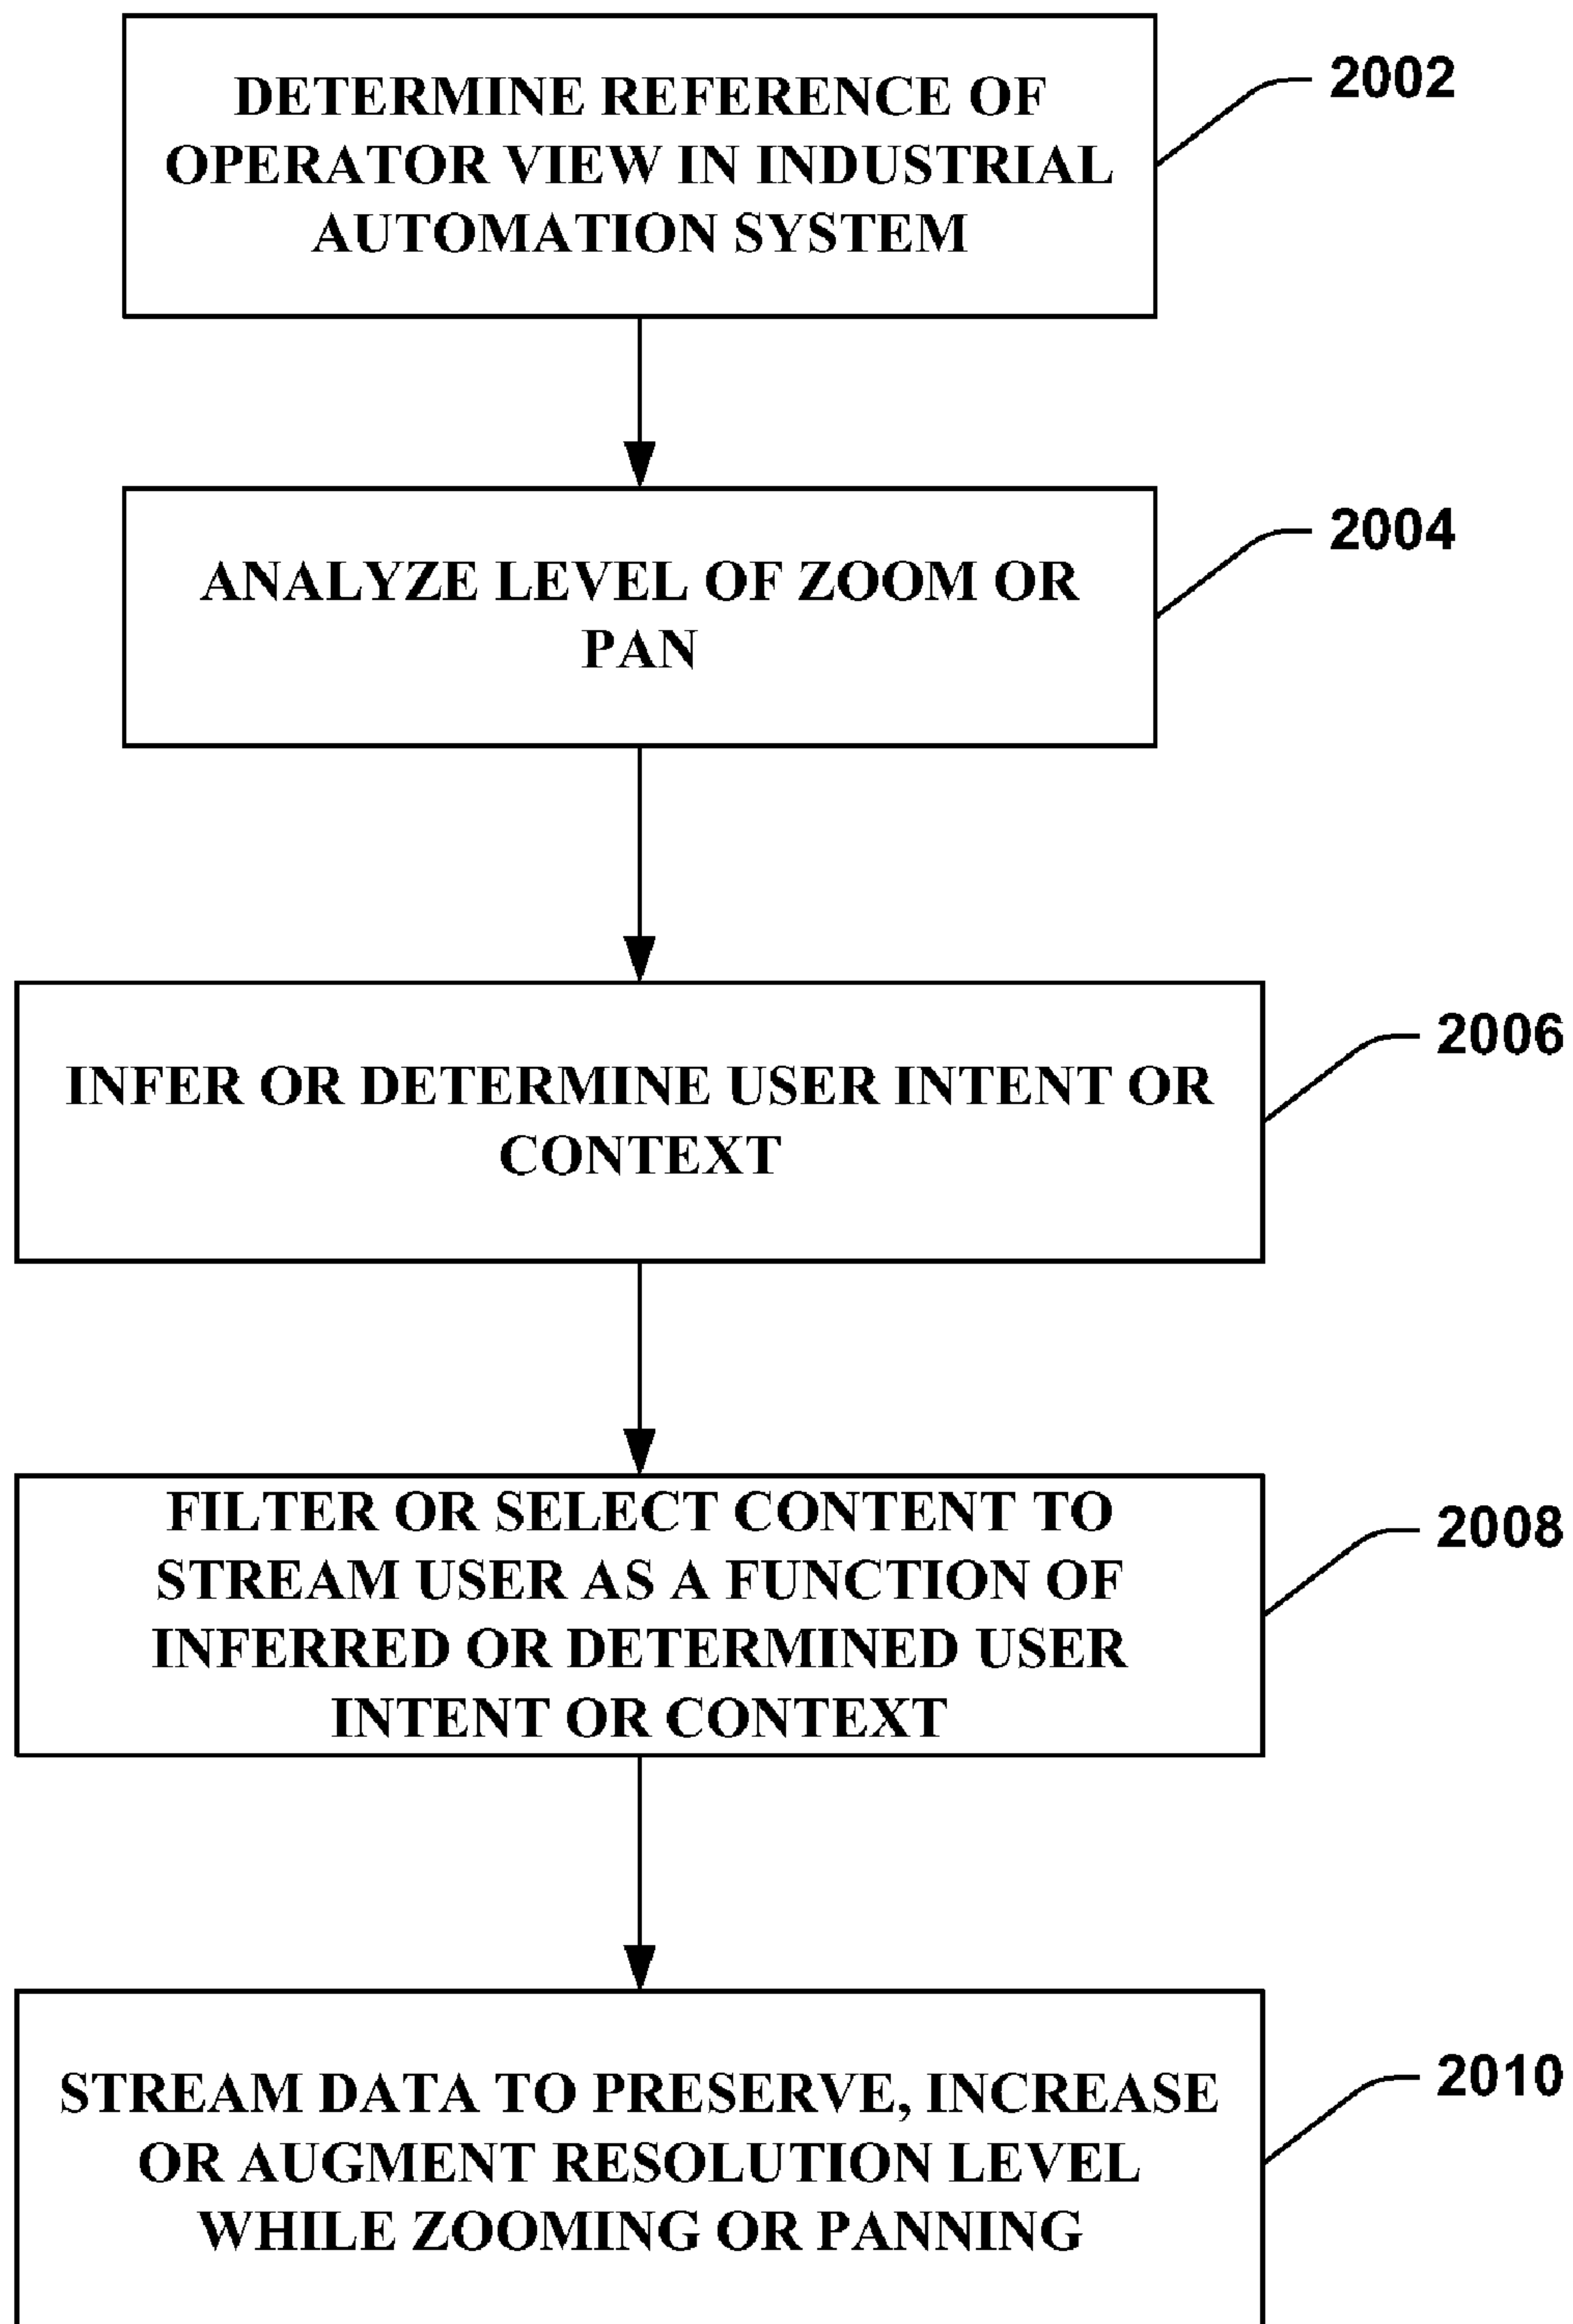 DETERMINE REFERENCE OF
OPERATOR VIEW IN INDUSTRIAL
AUTOMATION SYSTEM
2002
ANALYZE LEVEL OF ZOOM OR
PAN
2004
INFER OR DETERMINE USER INTENT OR
CONTEXT
2006
FILTER OR SELECT CONTENT TO
STREAM USER AS A FUNCTION OF
INFERRED OR DETERMINED USER
INTENT OR CONTEXT
2008
STREAM DATA TO PRESERVE, INCREASE
OR AUGMENT RESOLUTION LEVEL
WHILE ZOOMING OR PANNING
2010